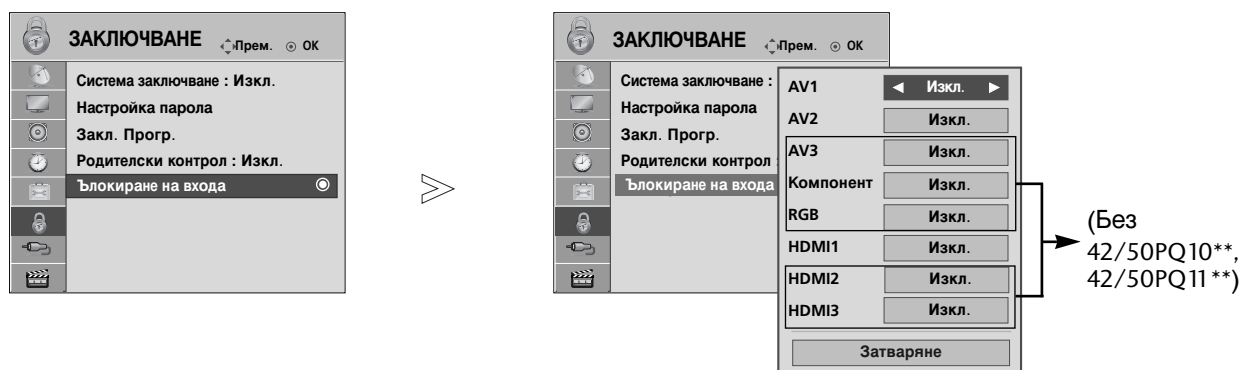 ЗАКЛЮЧВАНЕ Прем. OK
Система заключване : Изкл.
Настройка парола
Закл. Прогр.
Родителски контрол : Изкл.
Ълокиране на входа
ЗАКЛЮЧВАНЕ Прем. OK
Система заключване :
Настройка парола
Закл. Прогр.
Родителски контрол :
Ълокиране на входа
AV1 ◄ Изкл. ►
AV2 Изкл.
AV3 Изкл.
Компонент Изкл.
RGB Изкл.
HDMI1 Изкл.
HDMI2 Изкл.
HDMI3 Изкл.
Затваряне
(Без
42/50PQ10**,
42/50PQ11**)